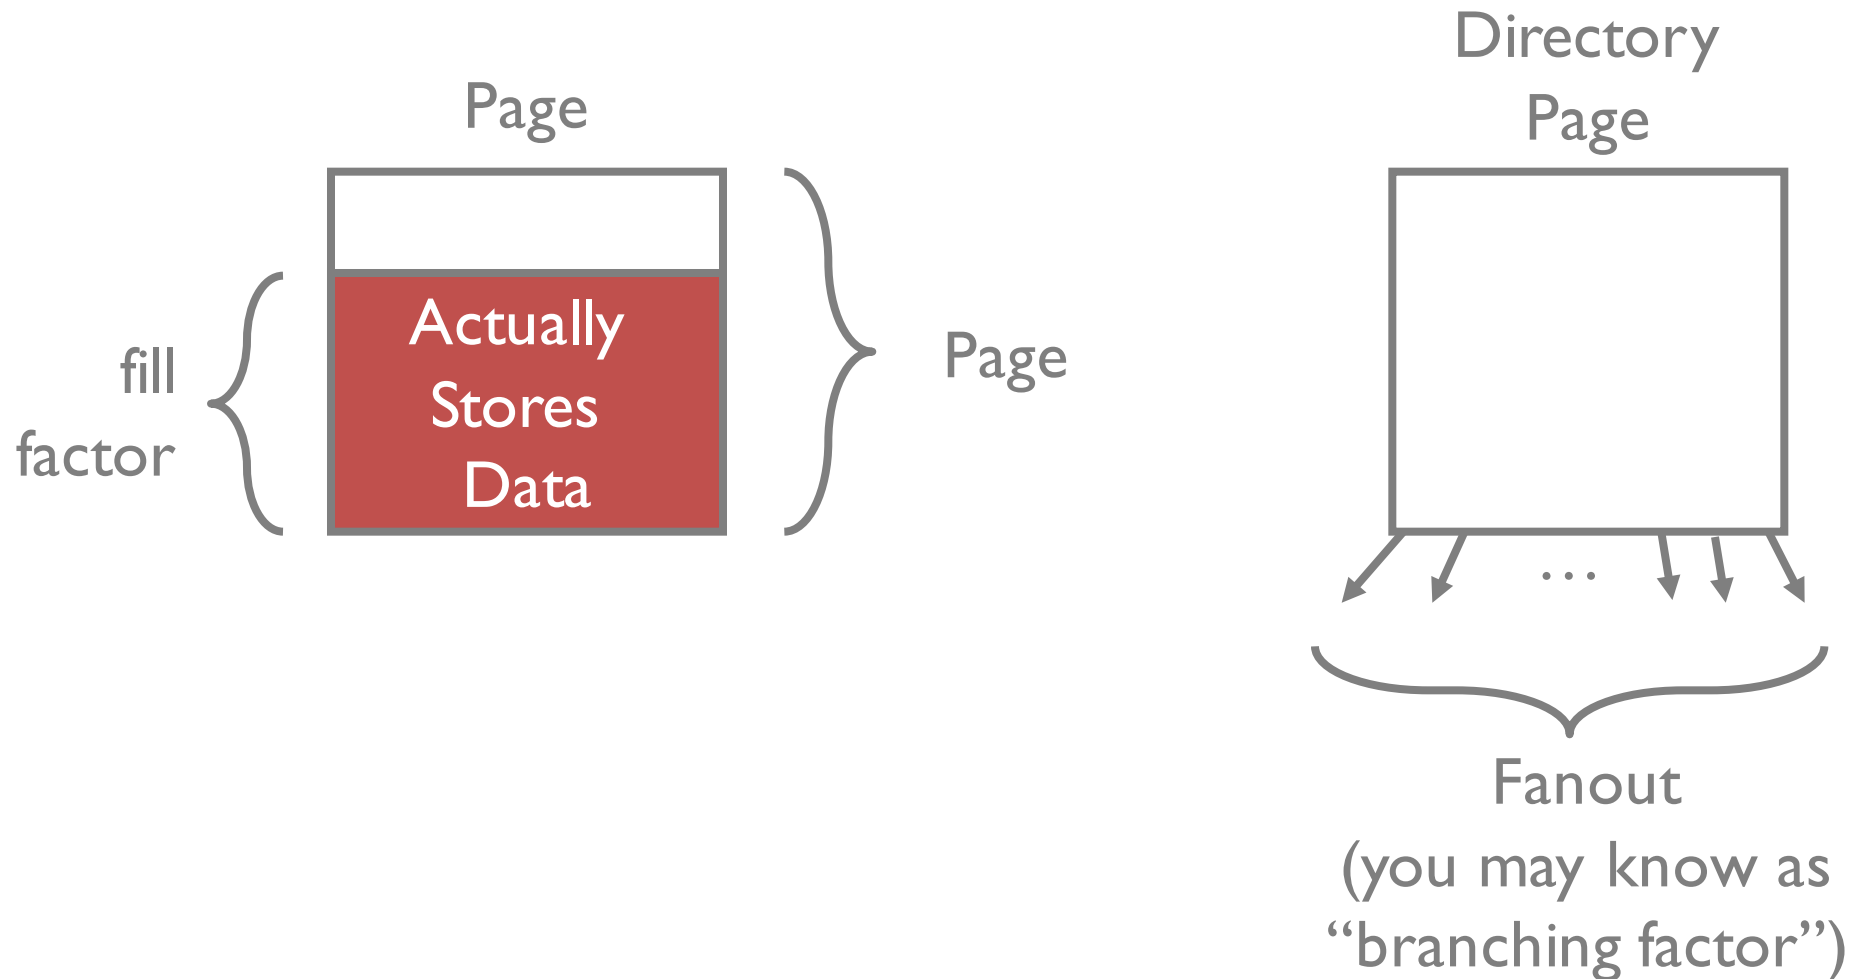 Page
fill
factor
Actually
Stores
Data
Page
Directory
Page
...
Fanout
(you may know as
“branching factor”)